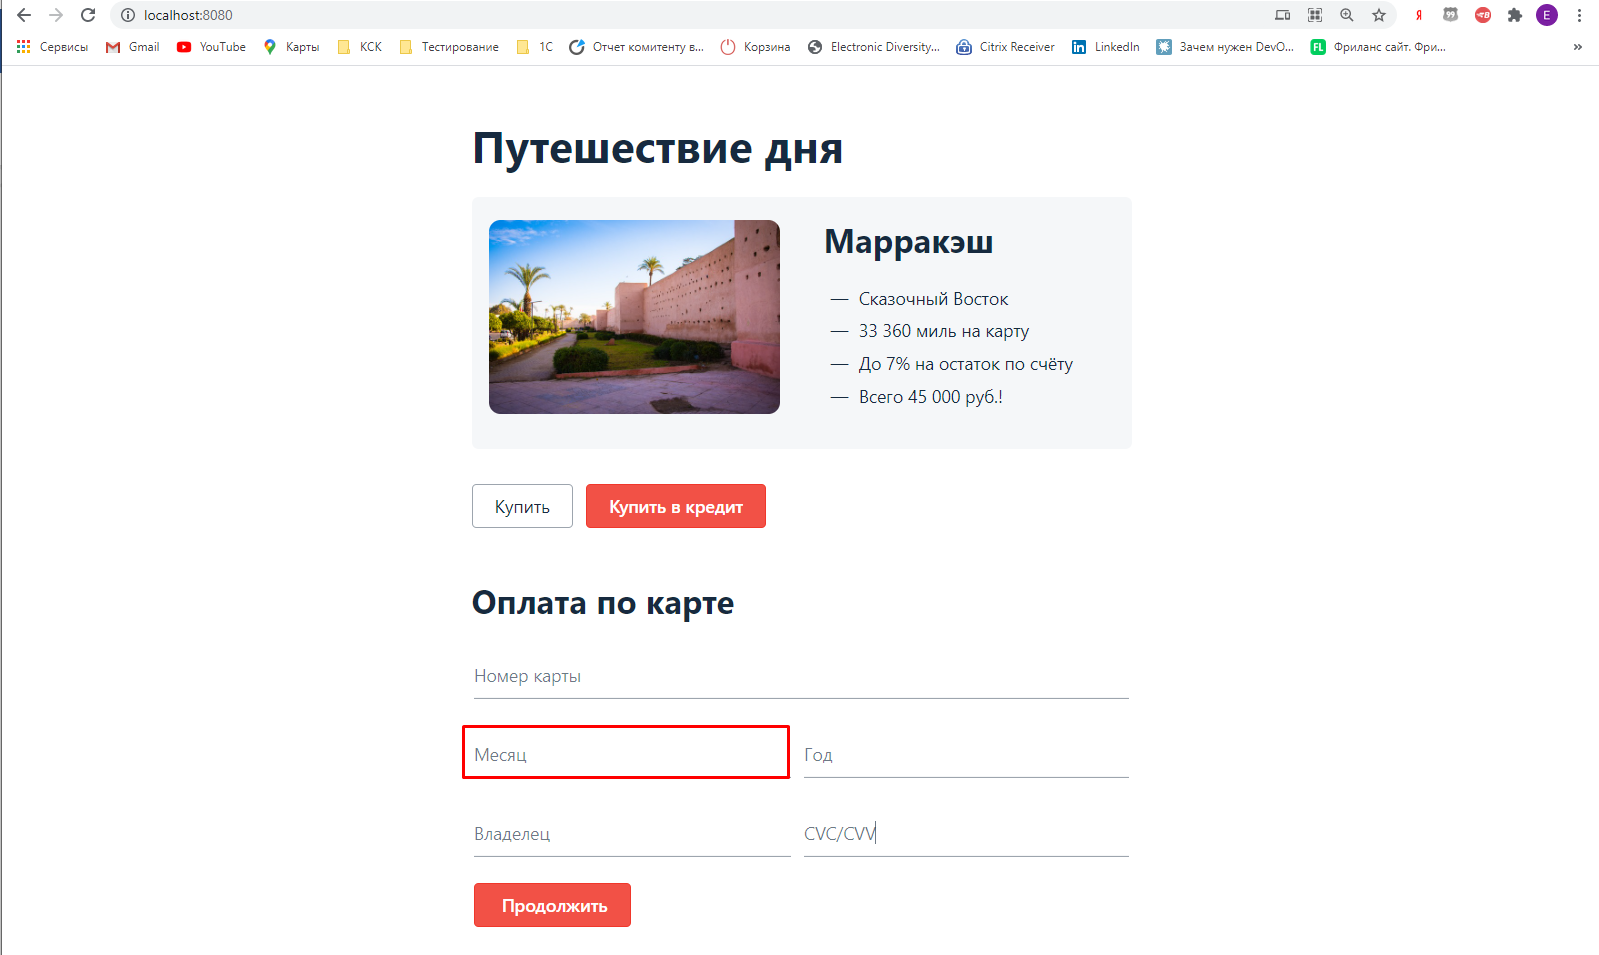 localhost:8080
Сервисы Gmail YouTube Карты КСК Тестирование 1С Отчет комитенту в... Корзина Electronic Diversity... Citrix Receiver LinkedIn FL Зачем нужен DevO... Фриланс сайт. Фри... »
Путешествие дня
Марракэш
— Сказочный Восток
— 33 360 миль на карту
— До 7% на остаток по счёту
— Всего 45 000 руб.!
Купить Купить в кредит
Оплата по карте
Номер карты
Месяц Год
Владелец CVC/CVV
Продолжить